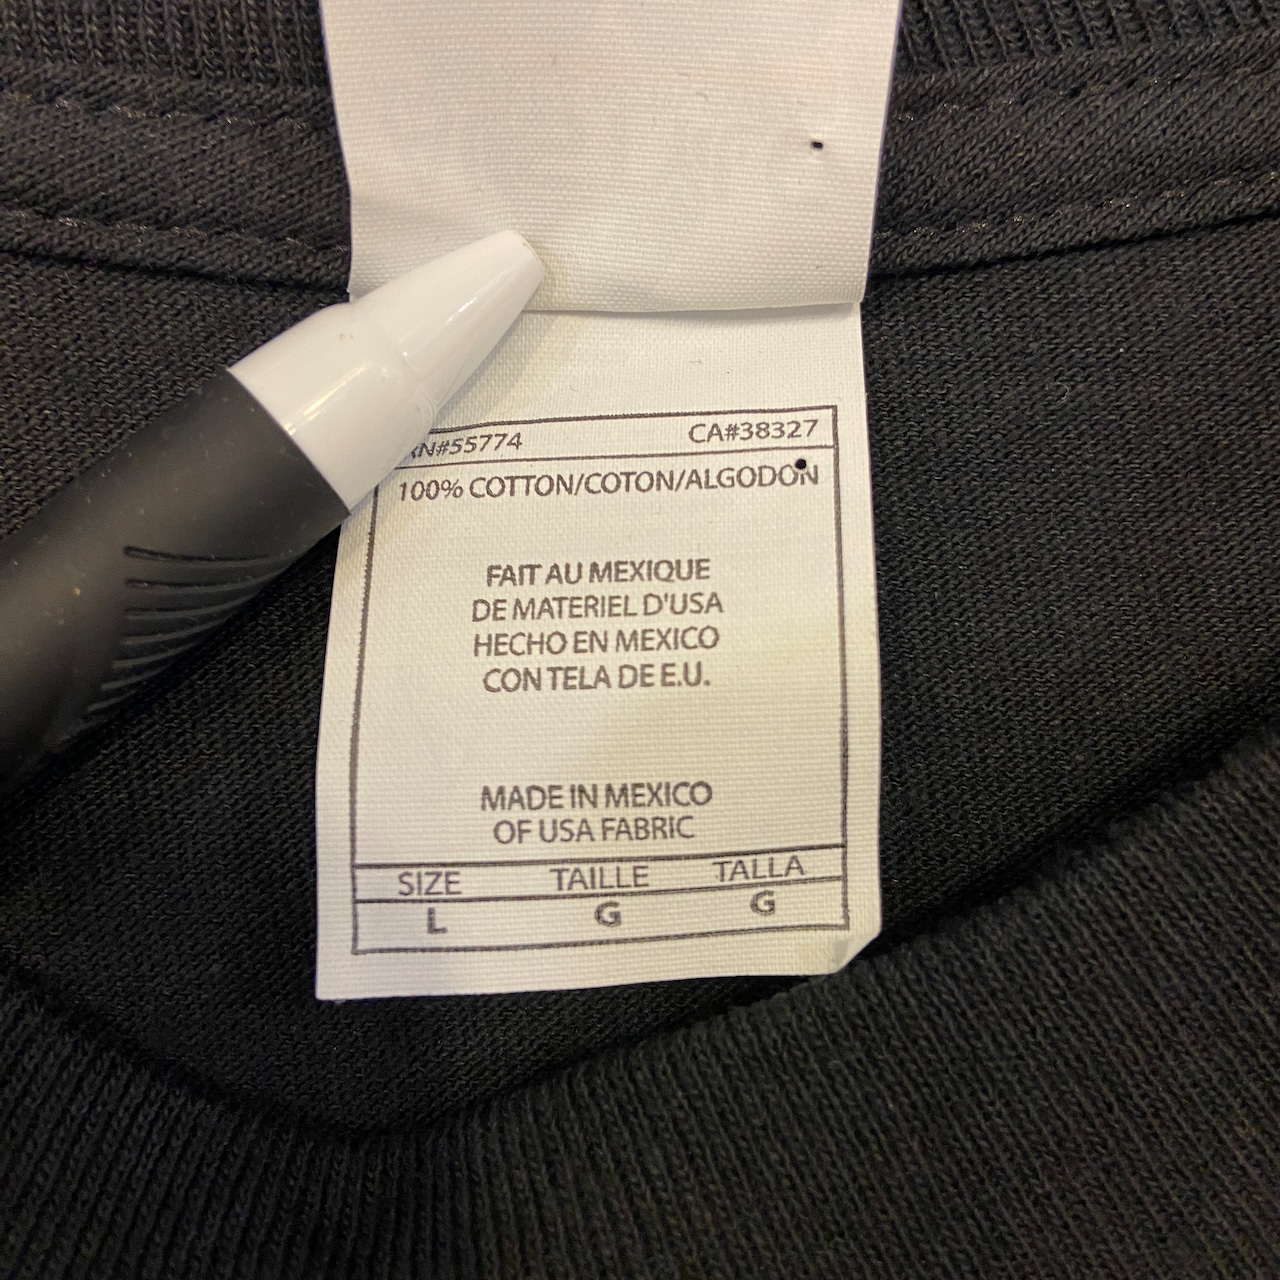 RN#55774 CA#38327
100% COTTON/COTON/ALGODON
FAIT AU MEXIQUE
DE MATERIEL D'USA
HECHO EN MEXICO
CON TELA DE E.U.
MADE IN MEXICO
OF USA FABRIC
SIZE TAILLE TALLA
L G G